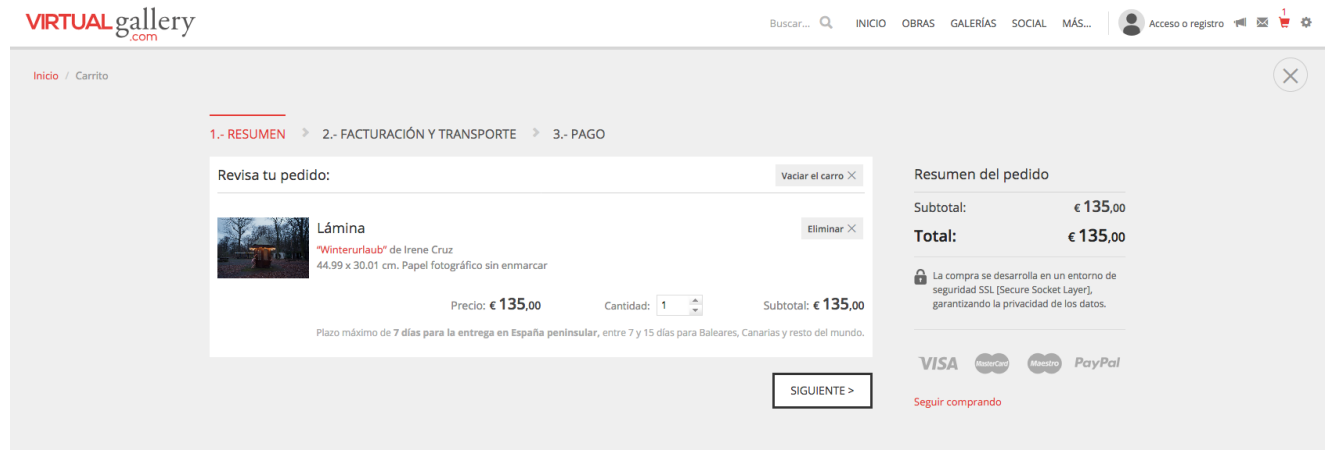 VIRTUALgallery
.com
Buscar... INICIO OBRAS GALERÍAS SOCIAL MÁS... Acceso o registro 1
Inicio / Carrito
1.- RESUMEN 2.- FACTURACIÓN Y TRANSPORTE 3.- PAGO
Revisa tu pedido:
Vaciar el carro
Lámina
Eliminar
"Winterurlaub" de Irene Cruz
44.99 x 30.01 cm. Papel fotográfico sin enmarcar
Precio: € 135,00 Cantidad: 1 Subtotal: € 135,00
Plazo máximo de 7 días para la entrega en España peninsular, entre 7 y 15 días para Baleares, Canarias y resto del mundo.
SIGUIENTE >
Resumen del pedido
Subtotal: € 135,00
Total: € 135,00
La compra se desarrolla en un entorno de
seguridad SSL [Secure Socket Layer],
garantizando la privacidad de los datos.
VISA MasterCard Maestro PayPal
Seguir comprando